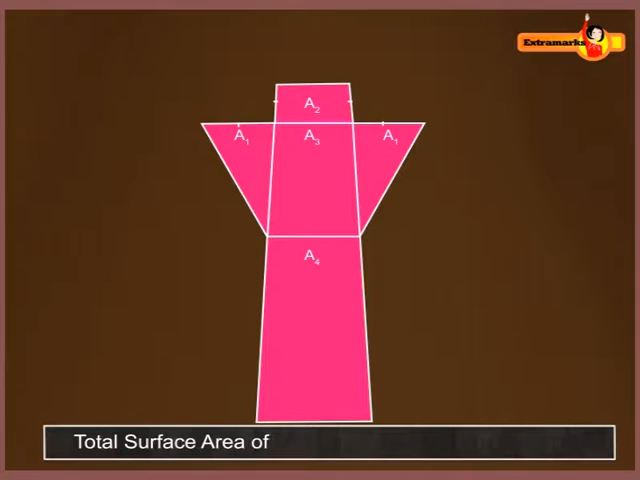 Extramarks
A2
A1 A3 A1
A4
Total Surface Area of